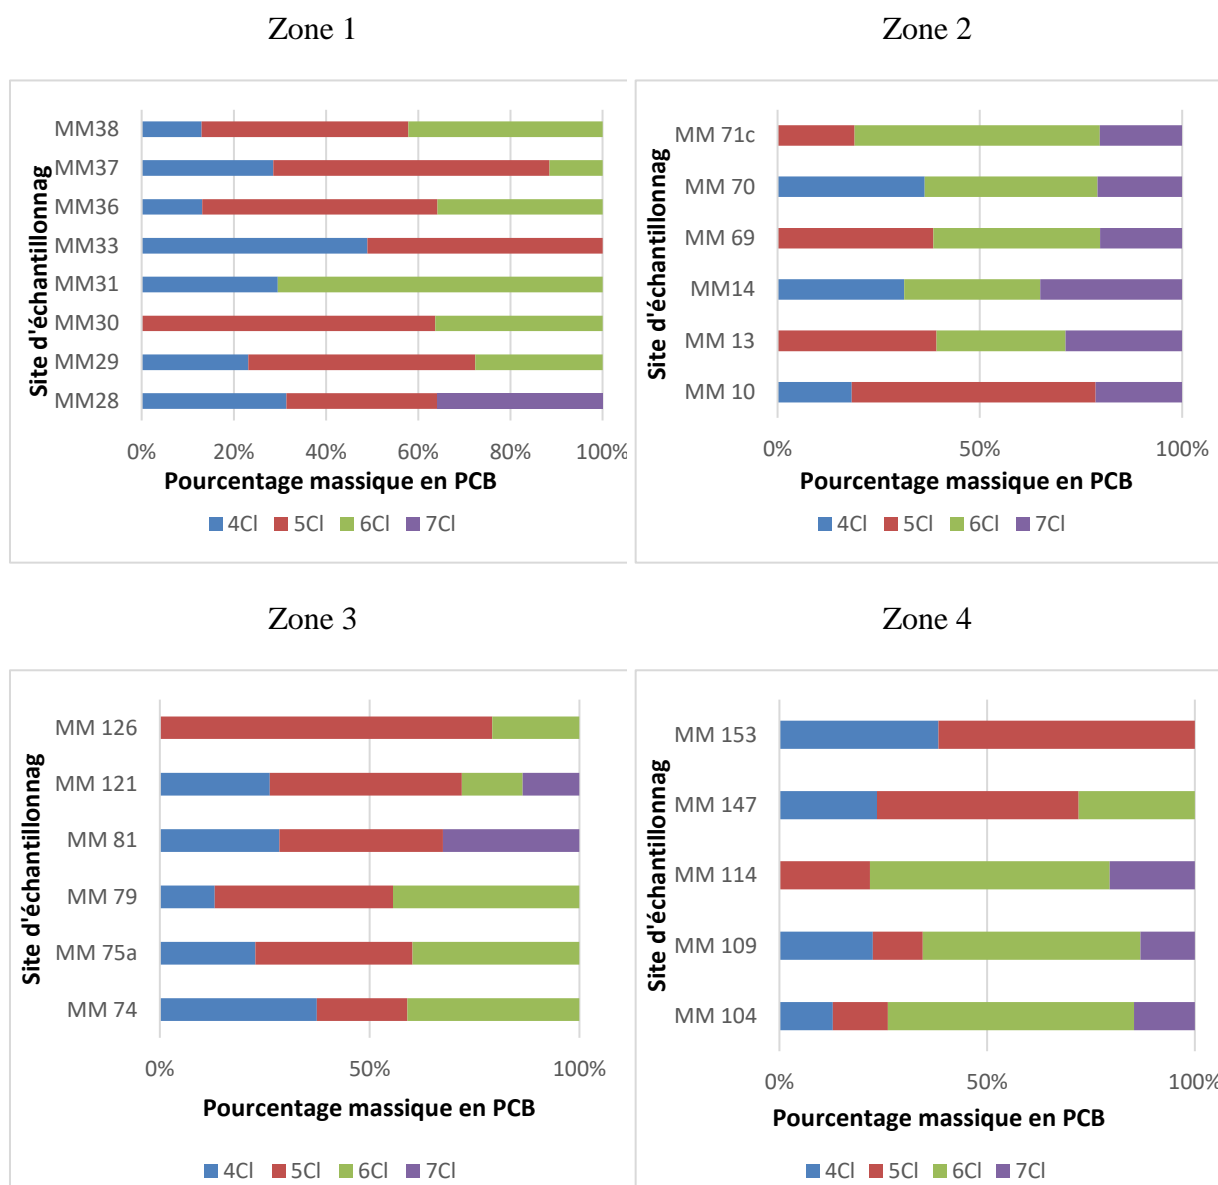 Zone 1
Site d'échantillonnag
MM38
MM37
MM36
MM33
MM31
MM30
MM29
MM28
0% 20% 40% 60% 80% 100%
Pourcentage massique en PCB
4Cl 5Cl 6Cl 7Cl
Zone 2
Site d'échantillonnag
MM 71c
MM 70
MM 69
MM14
MM 13
MM 10
0% 50% 100%
Pourcentage massique en PCB
4Cl 5Cl 6Cl 7Cl
Zone 3
Site d'échantillonnag
MM 126
MM 121
MM 81
MM 79
MM 75a
MM 74
0% 50% 100%
Pourcentage massique en PCB
4Cl 5Cl 6Cl 7Cl
Zone 4
Site d'échantillonnag
MM 153
MM 147
MM 114
MM 109
MM 104
0% 50% 100%
Pourcentage massique en PCB
4Cl 5Cl 6Cl 7Cl